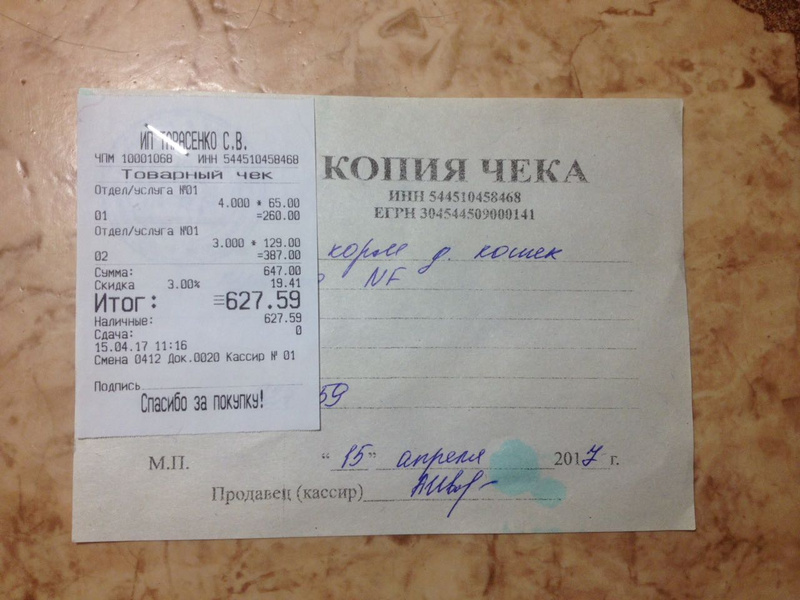 ИП ТАРАСЕНКО С.В.
ЧПМ 10001068 ИНН 544510458468
Товарный чек
Отдел/услуга №01
4.000 * 65.00
01 =260.00
Отдел/услуга №01
3.000 * 129.00
02 =387.00
Сумма: 647.00
Скидка 3.00% 19.41
Итог: =627.59
Наличные: 627.59
Сдача: 0
15.04.17 11:16
Смена 0412 Док.0020 Кассир № 01
Подпись
Спасибо за покупку!
КОПИЯ ЧЕКА
ИНН 544510458468
ЕГРН 304544509000141
корм д. кошек
NF
59
М.П. "15" апреля 2017 г.
Продавец (кассир)